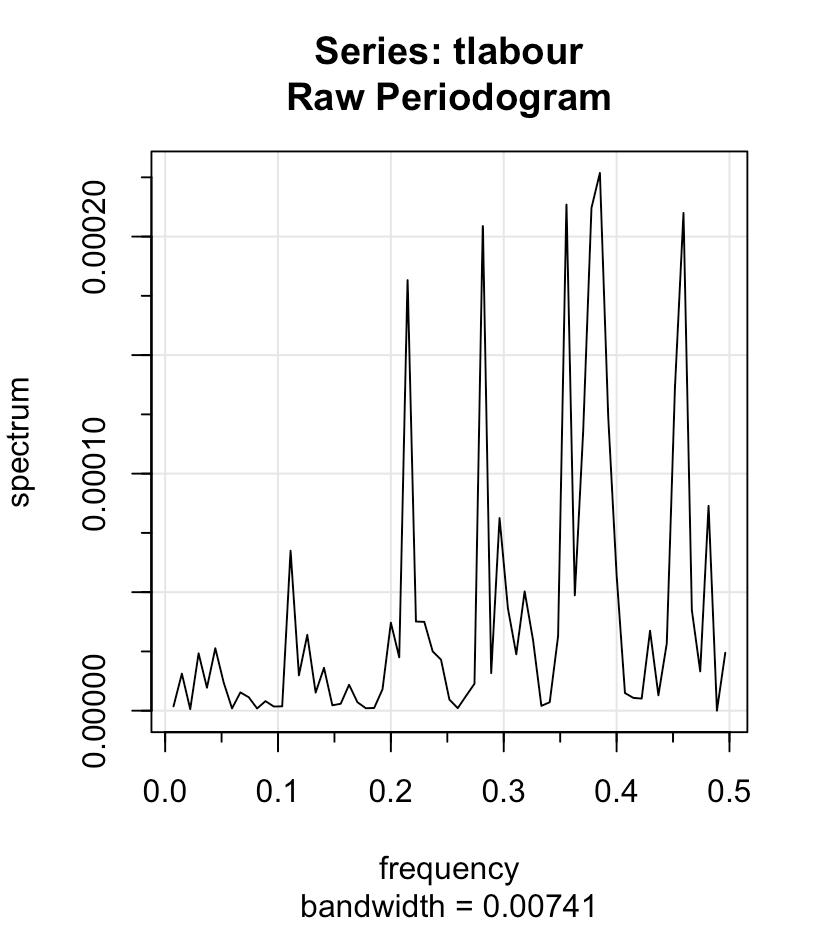 Series: tlabour
Raw Periodogram
spectrum
0.00020
0.00010
0.00000
0.0 0.1 0.2 0.3 0.4 0.5
frequency
bandwidth = 0.00741